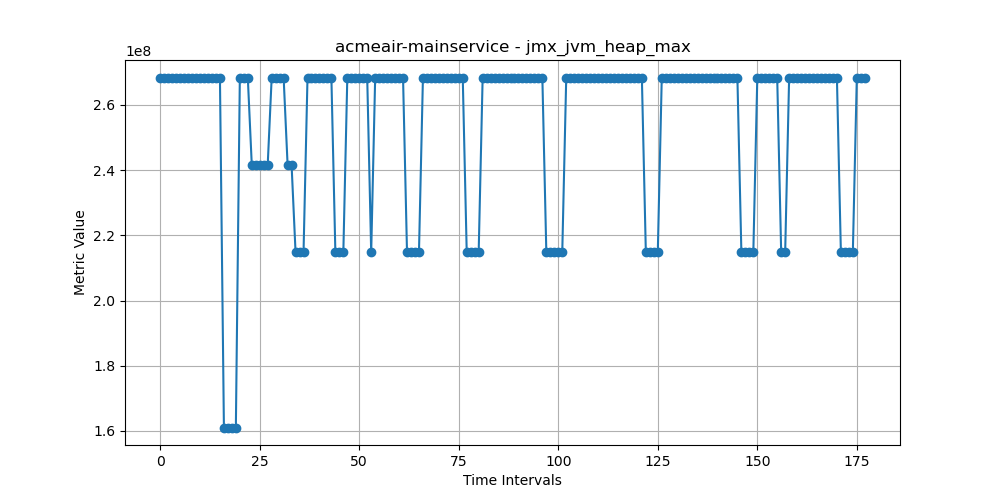 acmeair-mainservice - jmx_jvm_heap_max
1e8
2.6
2.4
2.2
2.0
1.8
1.6
Metric Value
0 25 50 75 100 125 150 175
Time Intervals